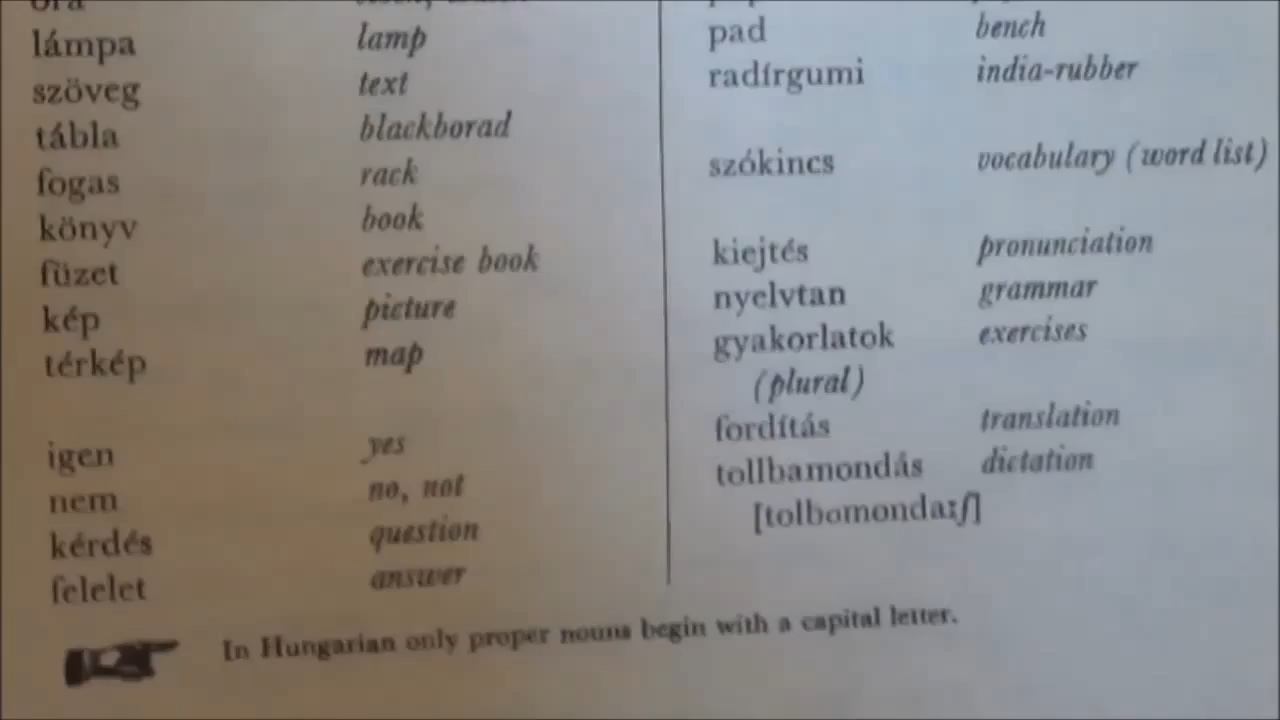 óra
lámpa lamp
szöveg text
tábla blackborad
fogas rack
könyv book
füzet exercise book
kép picture
térkép map
igen yes
nem no, not
kérdés question
felelet answer
pad bench
radírgumi india-rubber
szókincs vocabulary (word list)
kiejtés pronunciation
nyelvtan grammar
gyakorlatok exercises
(plural)
fordítás translation
tollbamondás dictation
[tolbɑmondaːʃ]
In Hungarian only proper nouns begin with a capital letter.